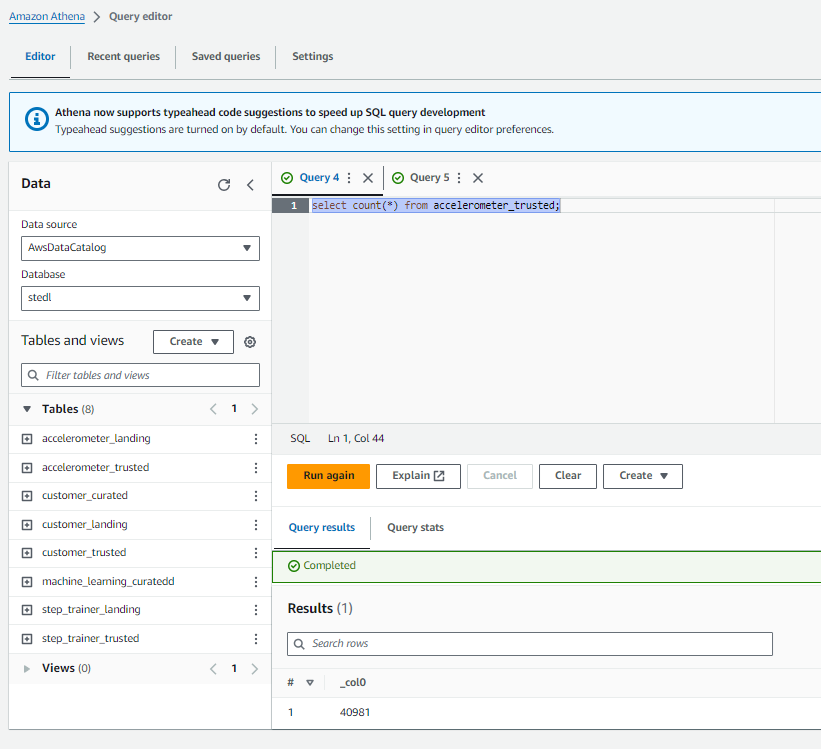 Amazon Athena > Query editor
Editor Recent queries Saved queries Settings
Athena now supports typeahead code suggestions to speed up SQL query development
Typeahead suggestions are turned on by default. You can change this setting in query editor preferences.
Data
Data source
AwsDataCatalog
Database
stedl
Tables and views Create
Filter tables and views
Tables (8) < 1 >
accelerometer_landing
accelerometer_trusted
customer_curated
customer_landing
customer_trusted
machine_learning_curatedd
step_trainer_landing
step_trainer_trusted
Views (0) < 1 >
Query 4 Query 5
1 select count(*) from accelerometer_trusted;
SQL Ln 1, Col 44
Run again Explain Cancel Clear Create
Query results Query stats
Completed
Results (1)
Search rows
# _col0
1 40981